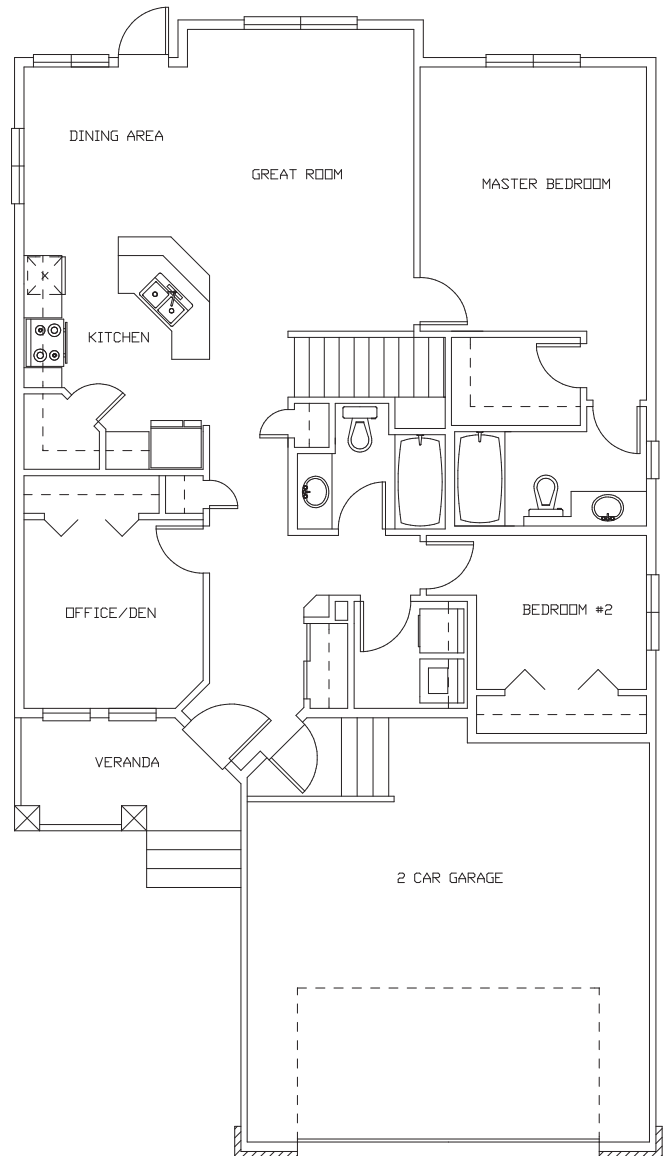 DINING AREA
GREAT ROOM
MASTER BEDROOM
KITCHEN
OFFICE/DEN
BEDROOM #2
VERANDA
2 CAR GARAGE